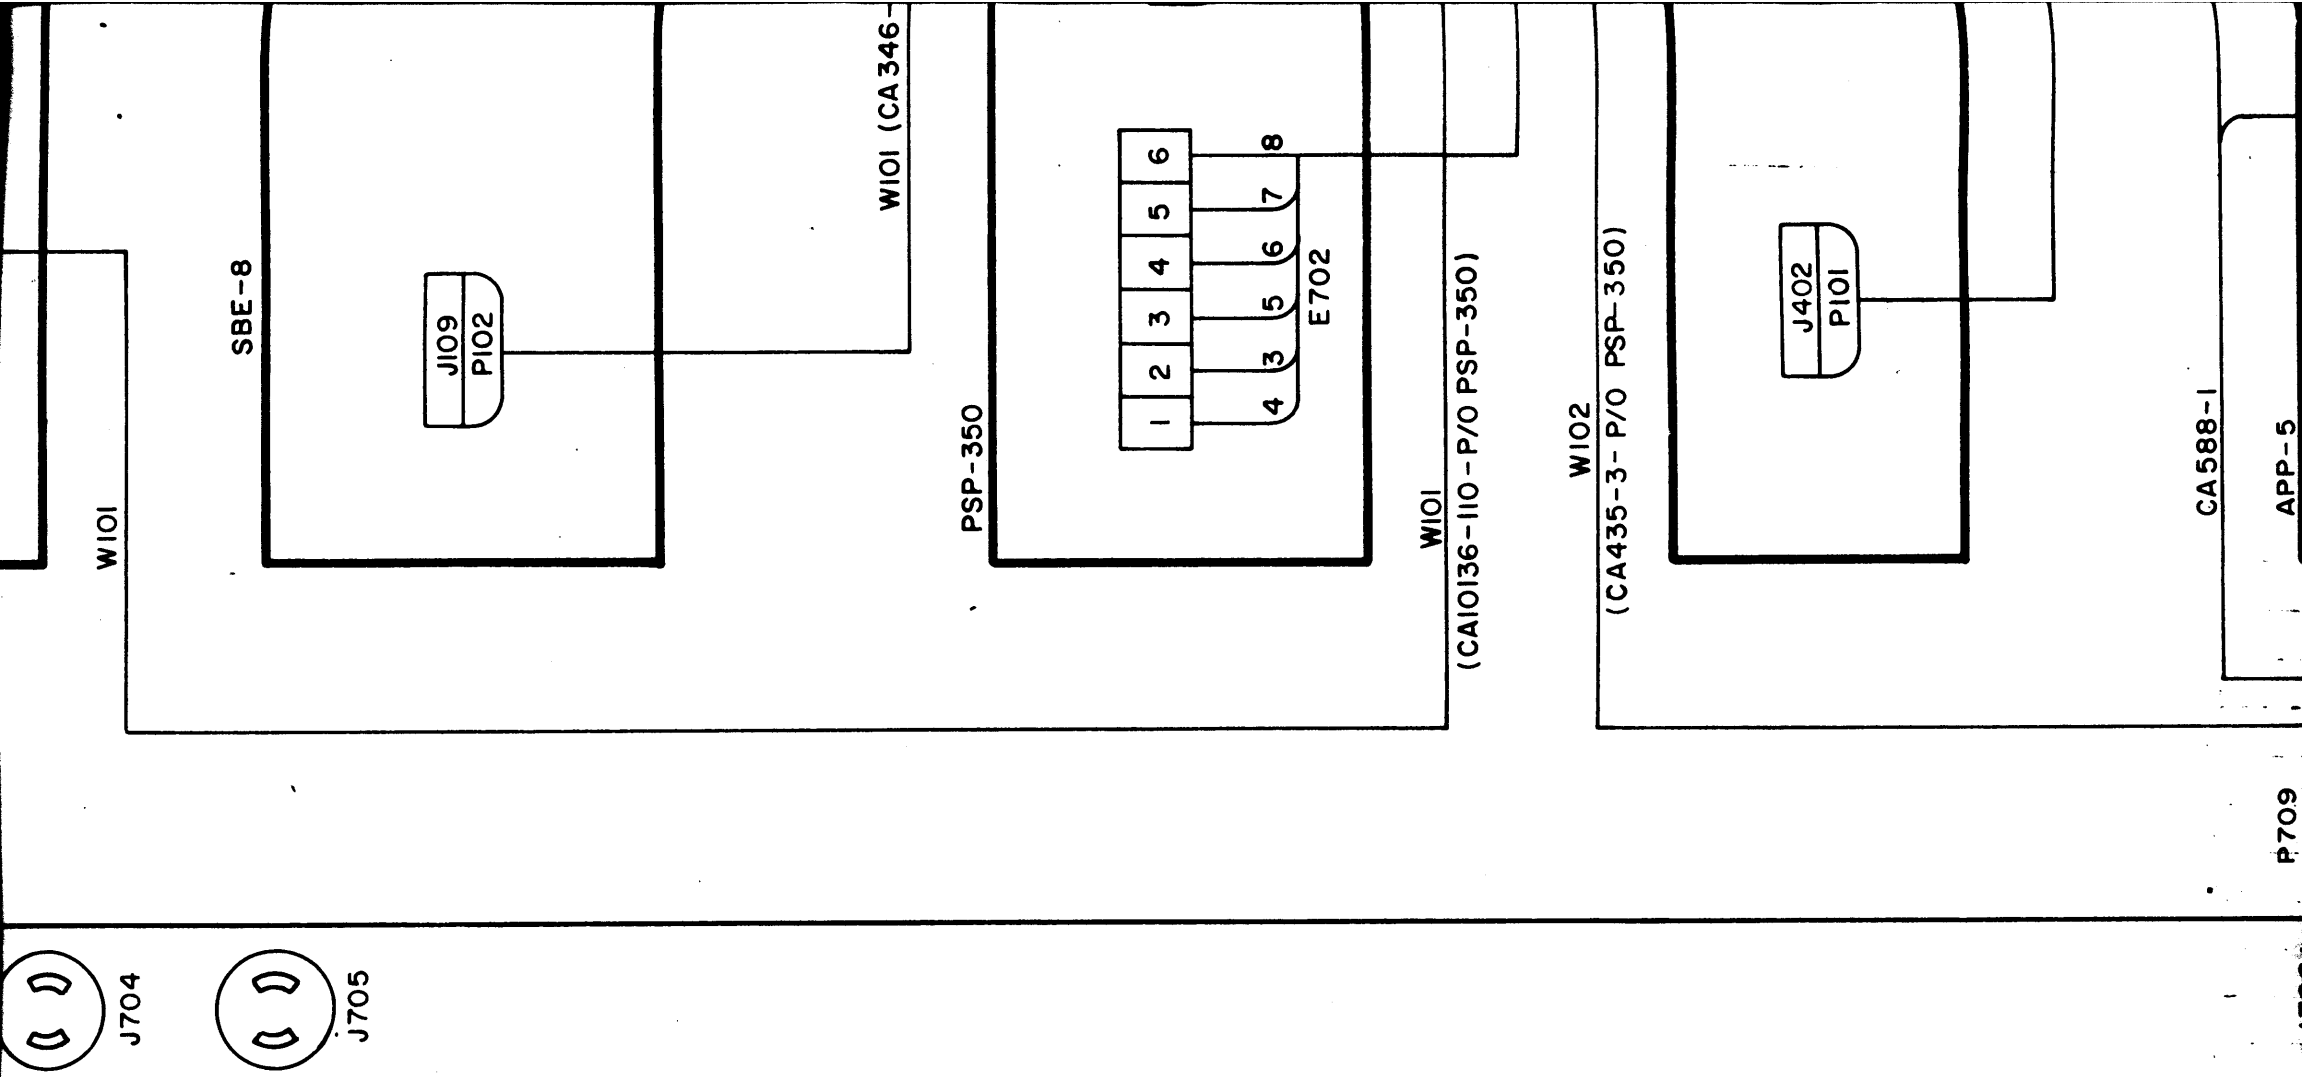 W101
SBE-8
J109
P102
W101 (CA346-
PSP-350
6
5
4
3
2
1
8
7
6
5
3
4
E702
W101
(CA10136-110-P/O PSP-350)
W102
(CA435-3-P/O PSP-350)
J402
P101
CA588-1
APP-5
P709
J704
J705